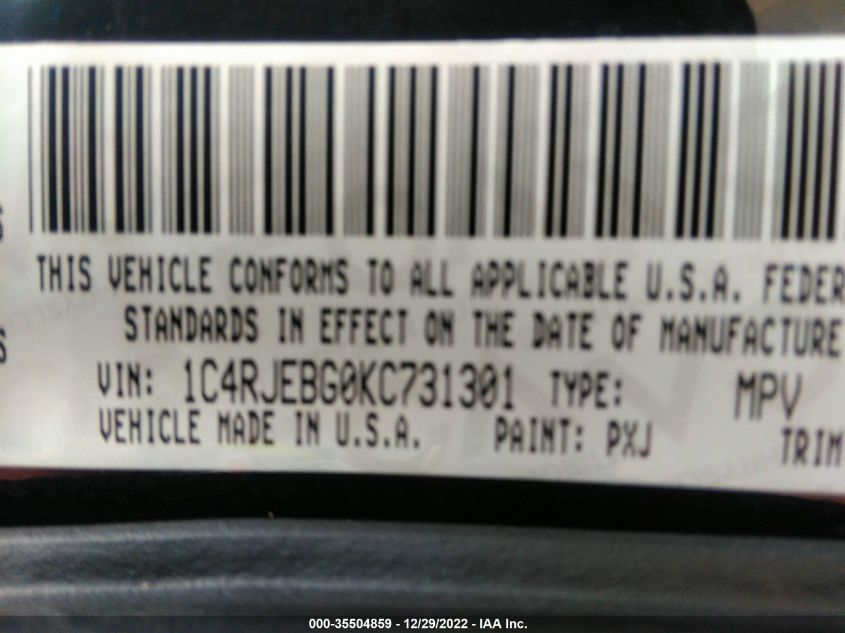 S
THIS VEHICLE CONFORMS TO ALL APPLICABLE U.S.A. FEDER
STANDARDS IN EFFECT ON THE DATE OF MANUFACTURE
S
VIN: 1C4RJEBG0KC731301 TYPE: MPV
VEHICLE MADE IN U.S.A. PAINT: PXJ TRIM
000-35504859 - 12/29/2022 - IAA Inc.